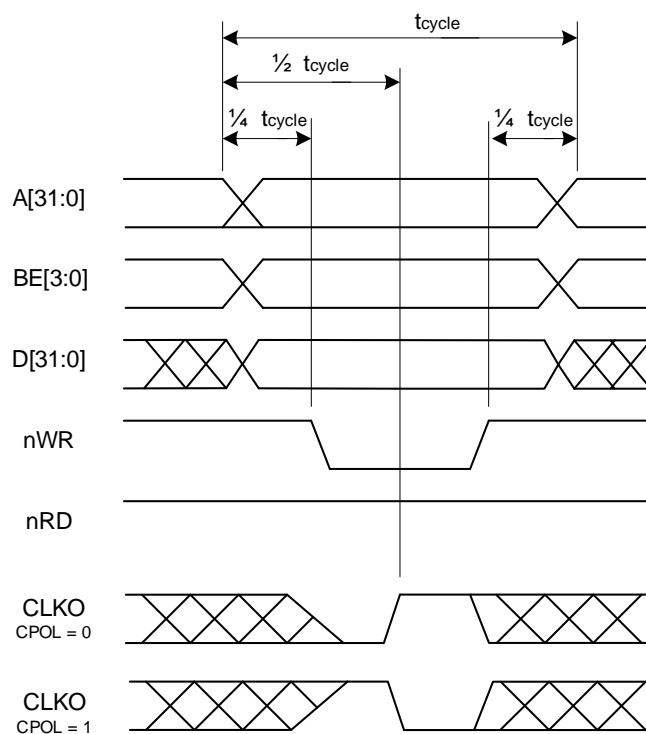 tcycle
½ tcycle
¼ tcycle
¼ tcycle
A[31:0]
BE[3:0]
D[31:0]
nWR
nRD
CLKO
CPOL = 0
CLKO
CPOL = 1